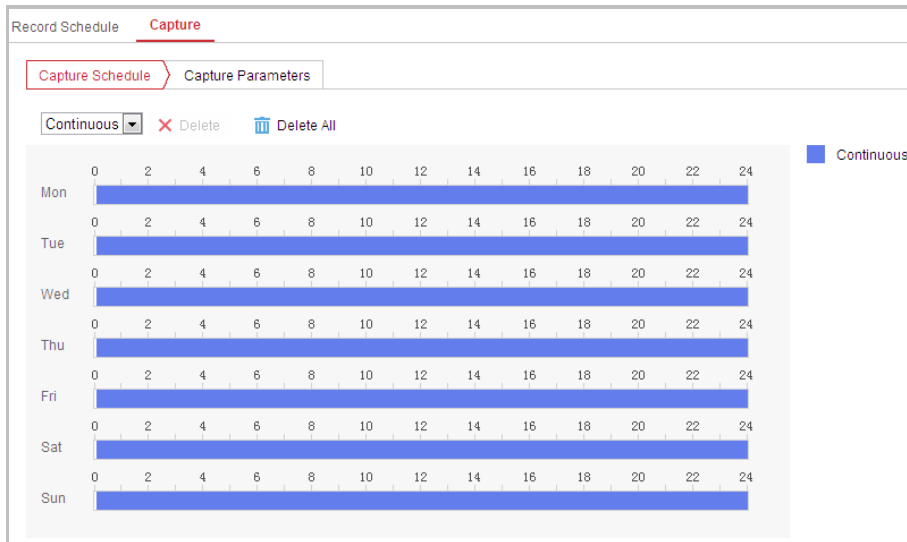 Record Schedule Capture
Capture Schedule Capture Parameters
Continuous Delete Delete All
Continuous
0 2 4 6 8 10 12 14 16 18 20 22 24
Mon
0 2 4 6 8 10 12 14 16 18 20 22 24
Tue
0 2 4 6 8 10 12 14 16 18 20 22 24
Wed
0 2 4 6 8 10 12 14 16 18 20 22 24
Thu
0 2 4 6 8 10 12 14 16 18 20 22 24
Fri
0 2 4 6 8 10 12 14 16 18 20 22 24
Sat
0 2 4 6 8 10 12 14 16 18 20 22 24
Sun